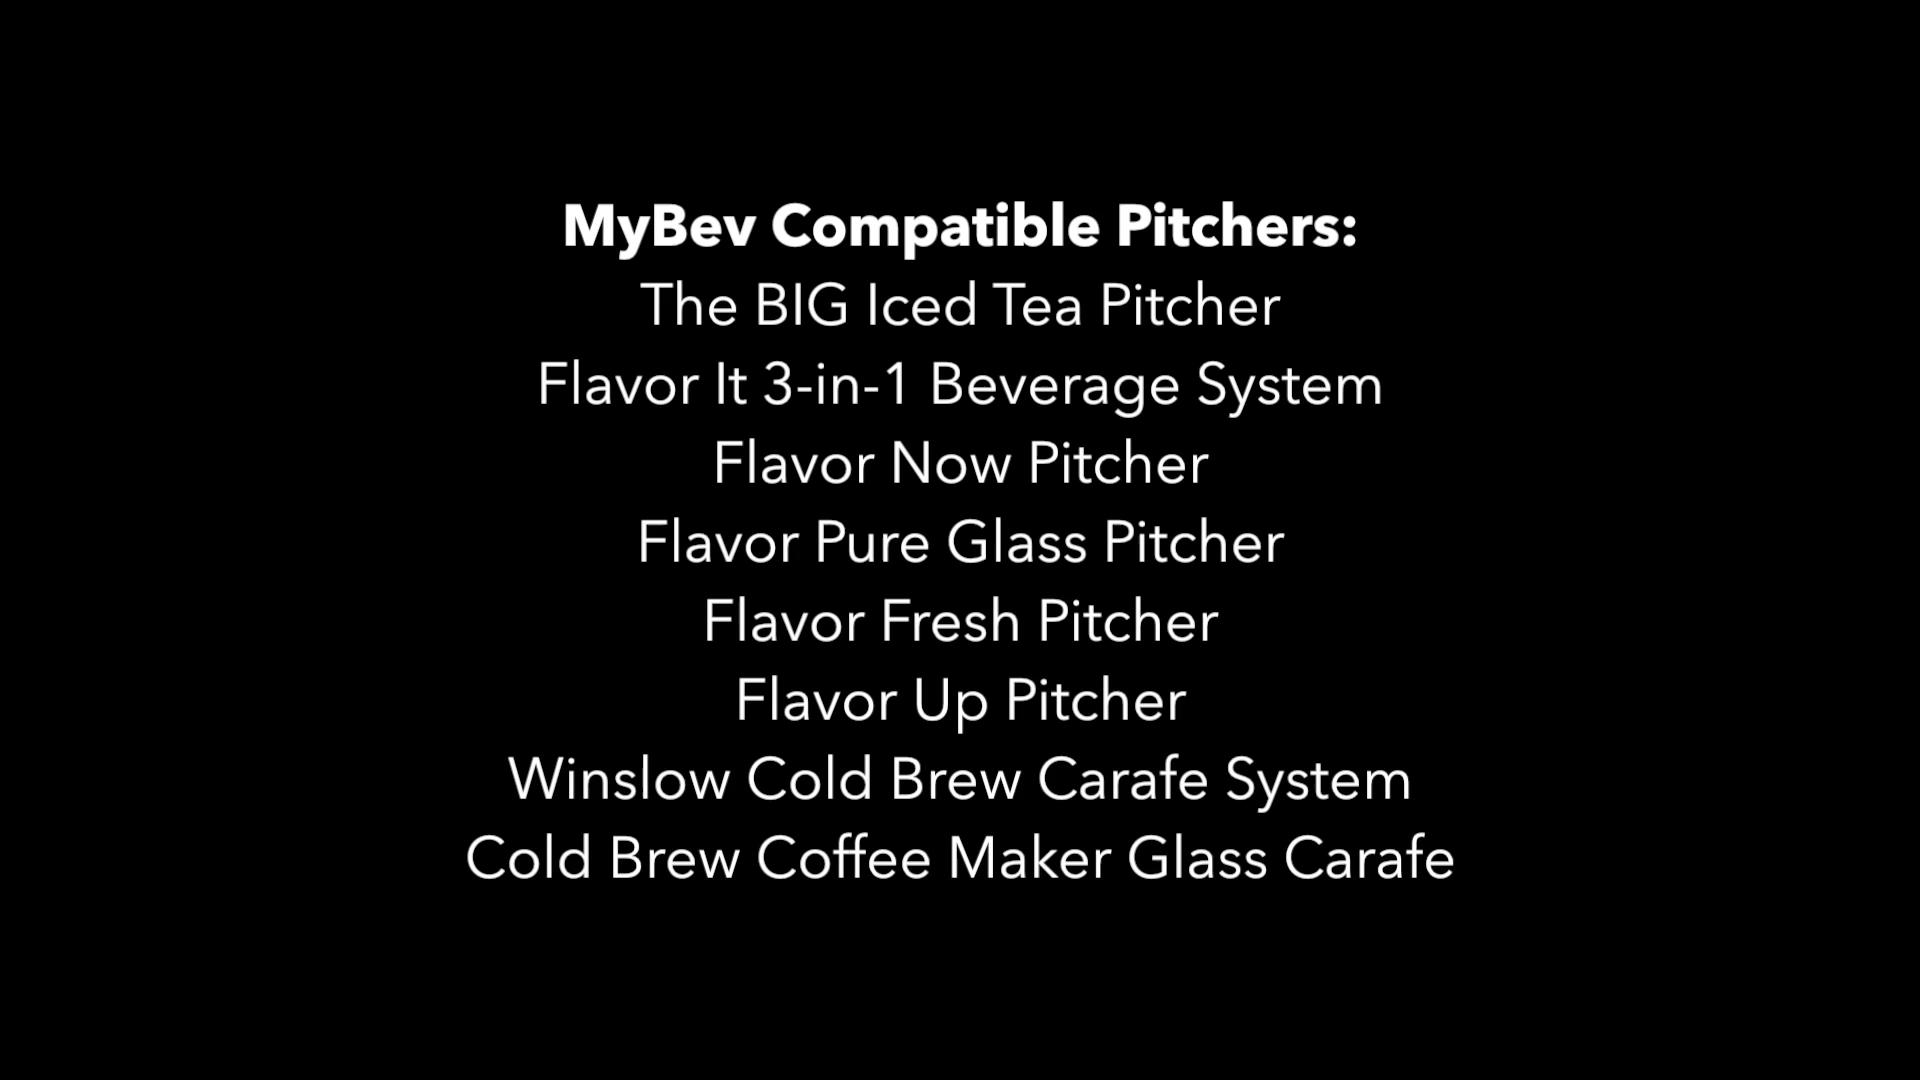 MyBev Compatible Pitchers:
The BIG Iced Tea Pitcher
Flavor It 3-in-1 Beverage System
Flavor Now Pitcher
Flavor Pure Glass Pitcher
Flavor Fresh Pitcher
Flavor Up Pitcher
Winslow Cold Brew Carafe System
Cold Brew Coffee Maker Glass Carafe